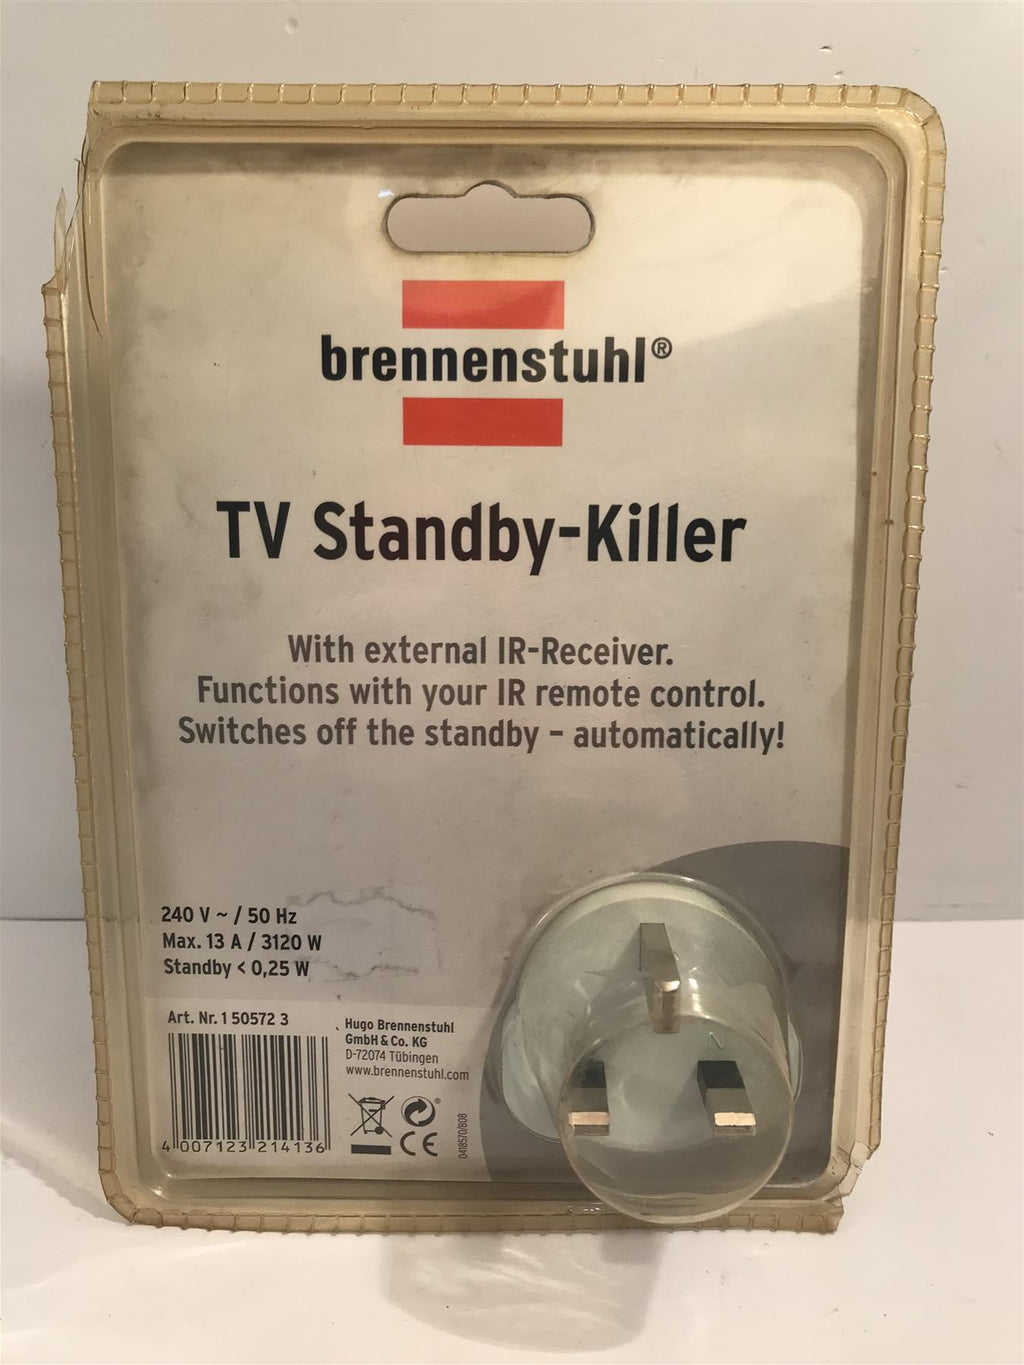 brennenstuhl®
TV Standby-Killer
With external IR-Receiver.
Functions with your IR remote control.
Switches off the standby – automatically!
240 V ~ / 50 Hz
Max. 13 A / 3120 W
Standby < 0,25 W
Art. Nr. 1 50572 3
4 007123 214136
Hugo Brennenstuhl
GmbH & Co. KG
D-72074 Tübingen
www.brennenstuhl.com
®
CE
0418570/808
N